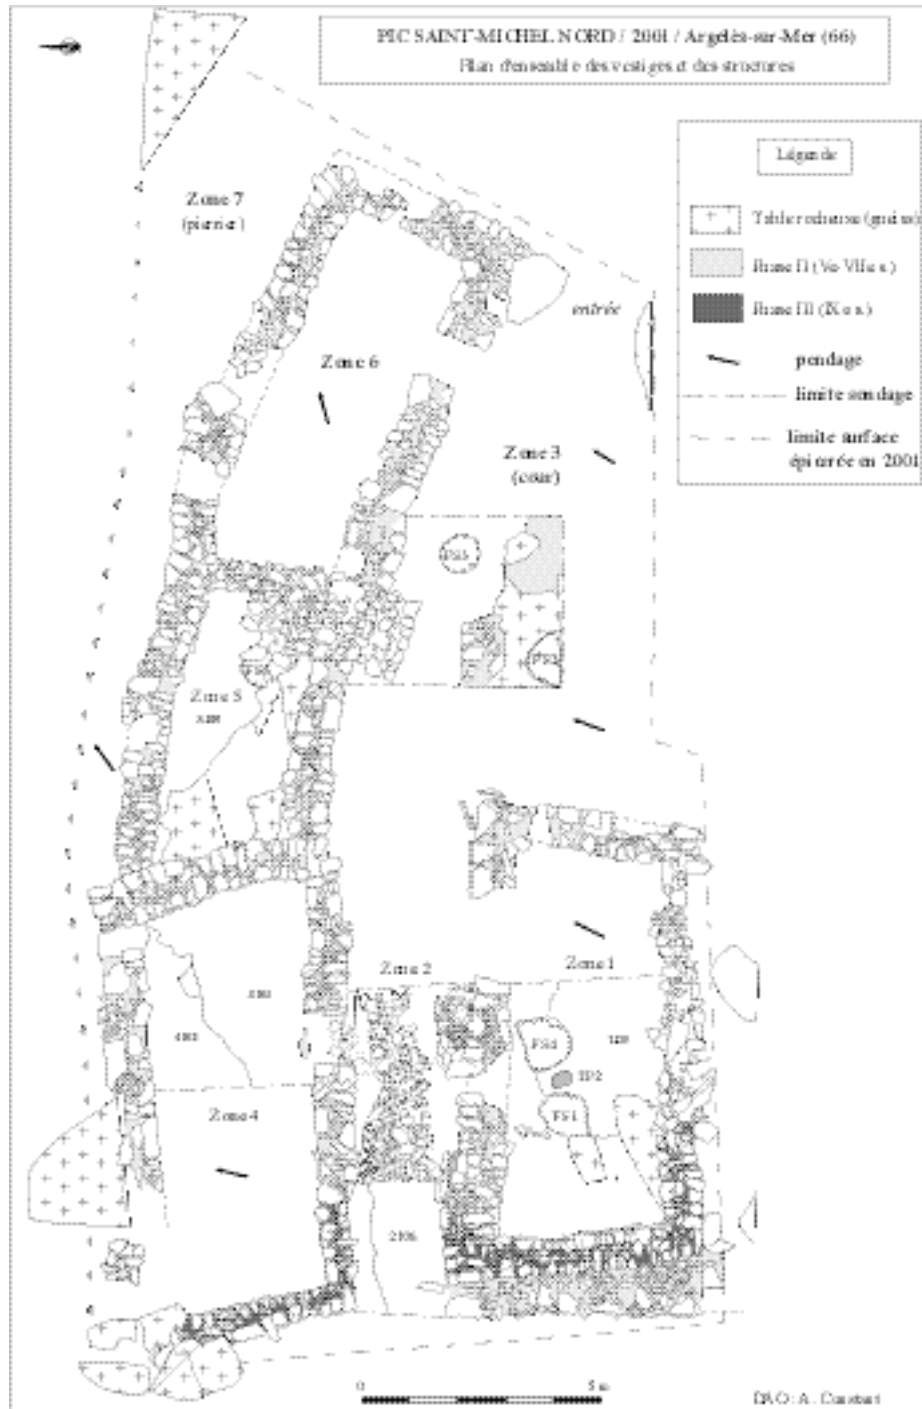 PIC SAINT-MICHEL NORD / 2001 / Argelès-sur-Mer (66)
Plan d'ensemble des vestiges et des structures
Légende
Table rocheuse (gneiss)
Phase II (Ve-VIIe s.)
Phase III (IXe s.)
pendage
limite sondage
limite surface
épierrée en 2001
Zone 7
(pierrier)
entrée
Zone 6
Zone 3
(cour)
FS3
Zone 5
Zone 2
Zone 1
FS4
FS1
Zone 4
0
5 m
DAO : A. Constant